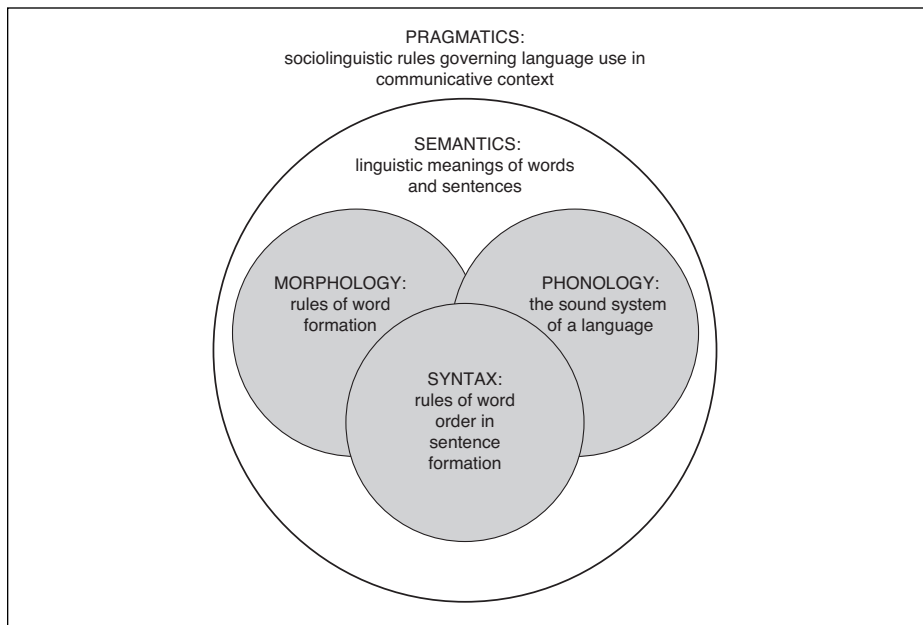 PRAGMATICS:
sociolinguistic rules governing language use in
communicative context
SEMANTICS:
linguistic meanings of words
and sentences
MORPHOLOGY:
rules of word
formation
PHONOLOGY:
the sound system
of a language
SYNTAX:
rules of word
order in
sentence
formation